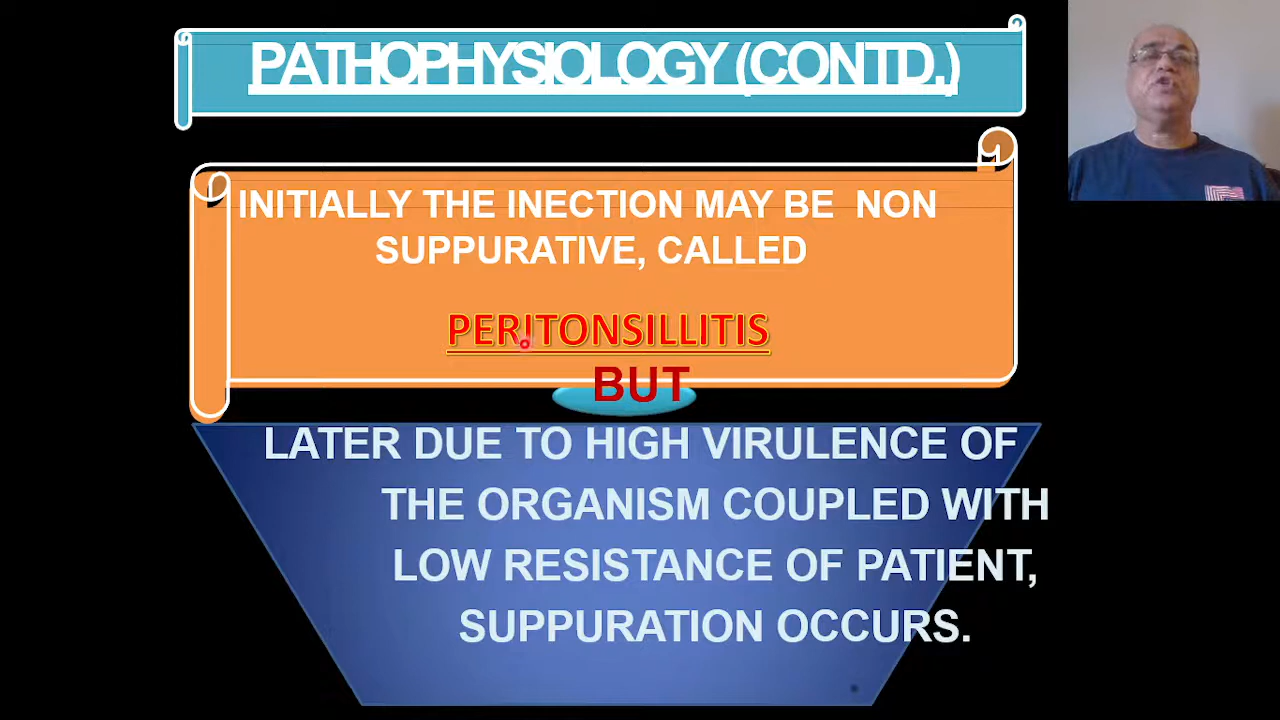 PATHOPHYSIOLOGY (CONTD.)
INITIALLY THE INECTION MAY BE NON
SUPPURATIVE, CALLED
PERITONSILLITIS
BUT
LATER DUE TO HIGH VIRULENCE OF
THE ORGANISM COUPLED WITH
LOW RESISTANCE OF PATIENT,
SUPPURATION OCCURS.